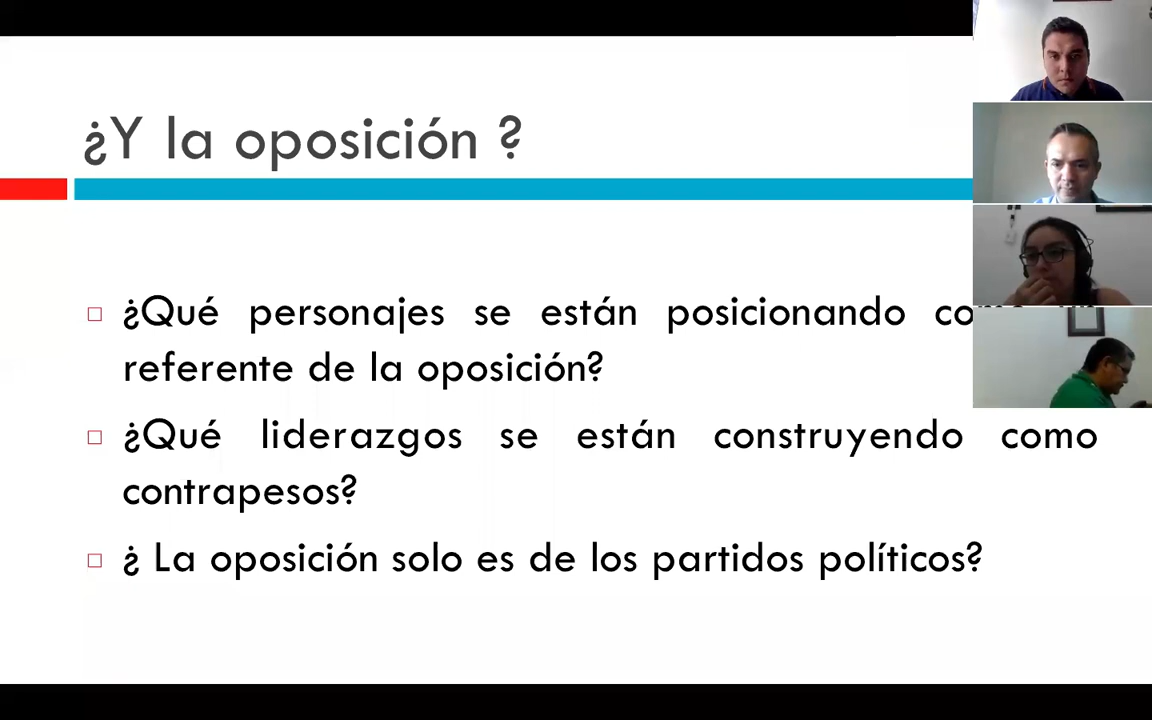 ¿Y la oposición ?
¿Qué personajes se están posicionando
referente de la oposición?
¿Qué liderazgos se están construyendo como
contrapesos?
¿ La oposición solo es de los partidos políticos?